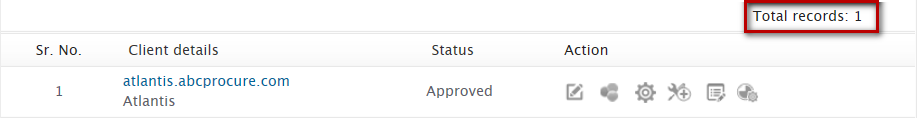 Total records: 1
Sr. No. Client details Status Action
1 atlantis.abcprocure.com Approved
Atlantis